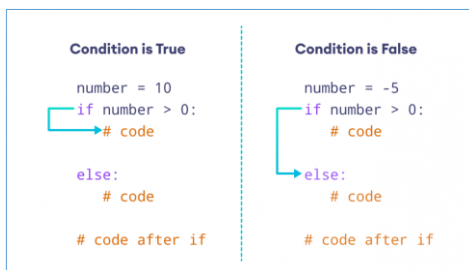 Condition is True
number = 10
if number > 0:
# code
else:
# code
# code after if
Condition is False
number = -5
if number > 0:
# code
else:
# code
# code after if